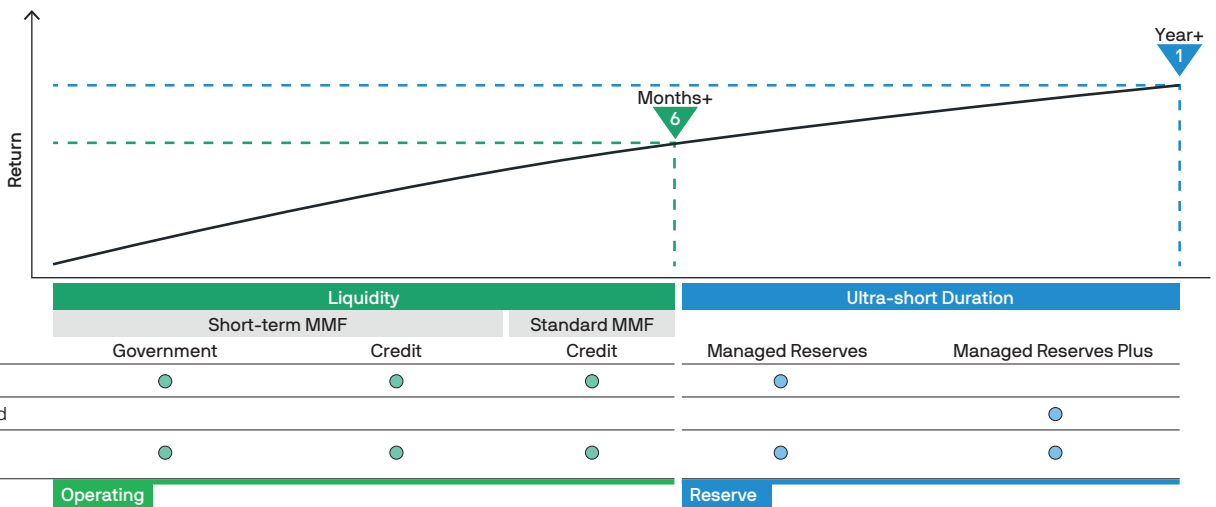 Year+
1
Months+
6
Return
Liquidity
Ultra-short Duration
Short-term MMF
Standard MMF
Government
Credit
Credit
Managed Reserves
Managed Reserves Plus
Operating
Reserve